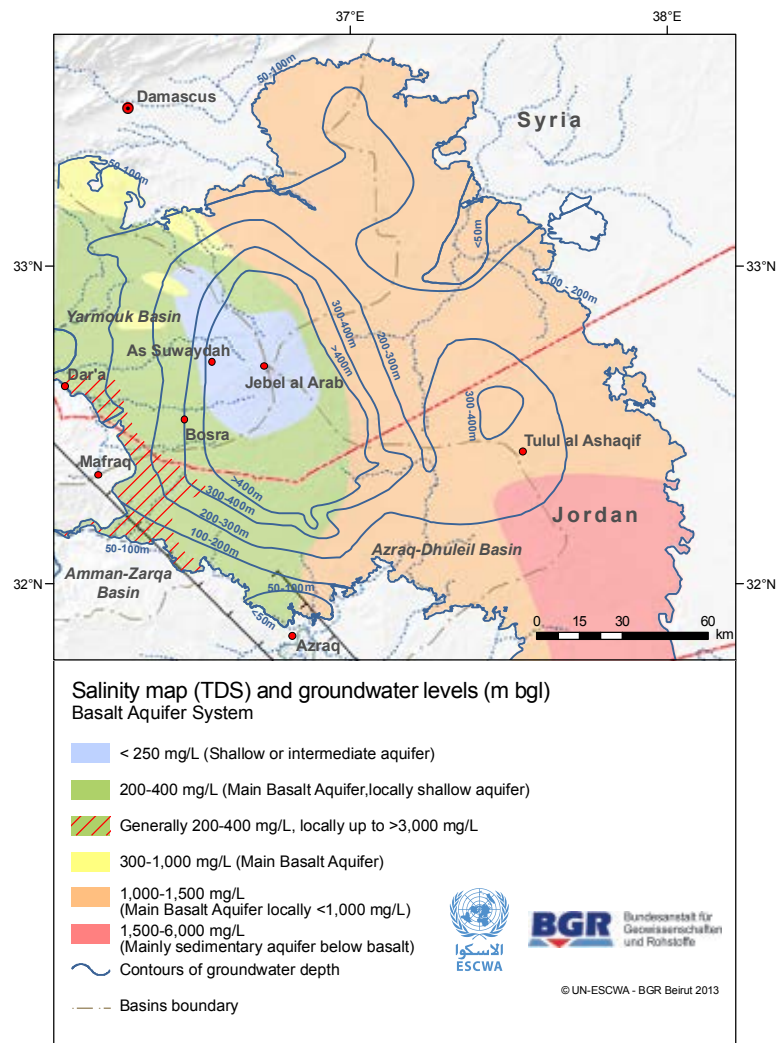 37°E
38°E
50-100m
Damascus
Syria
50-100m
<50m
33°N
33°N
100 - 200m
Yarmouk Basin
300-400m
>400m
200-300m
As Suwaydah
Jebel al Arab
Dar'a
300-400m
Bosra
Tulul al Ashaqif
Mafraq
>400m
300-400m
200-300m
Jordan
100-200m
50-100m
Azraq-Dhuleil Basin
Amman-Zarqa
Basin
32°N
32°N
50-100m
<50m
0 15 30 60
km
Azraq
Salinity map (TDS) and groundwater levels (m bgl)
Basalt Aquifer System
< 250 mg/L (Shallow or intermediate aquifer)
200-400 mg/L (Main Basalt Aquifer,locally shallow aquifer)
Generally 200-400 mg/L, locally up to >3,000 mg/L
300-1,000 mg/L (Main Basalt Aquifer)
1,000-1,500 mg/L
(Main Basalt Aquifer locally <1,000 mg/L)
1,500-6,000 mg/L
(Mainly sedimentary aquifer below basalt)
Contours of groundwater depth
Basins boundary
الاسكوا
ESCWA
BGR
Bundesanstalt für
Geowissenschaften
und Rohstoffe
© UN-ESCWA - BGR Beirut 2013